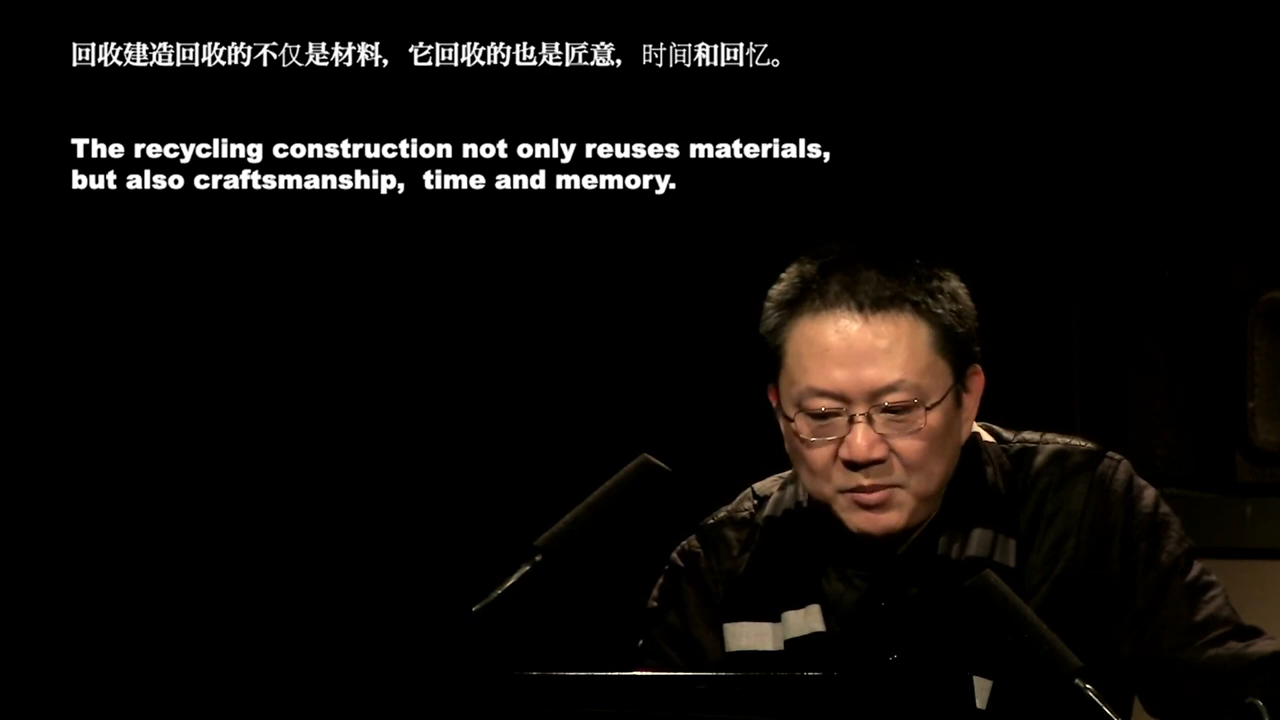 回收建造回收的不仅是材料，它回收的也是匠意，时间和回忆。
The recycling construction not only reuses materials,
but also craftsmanship,  time and memory.